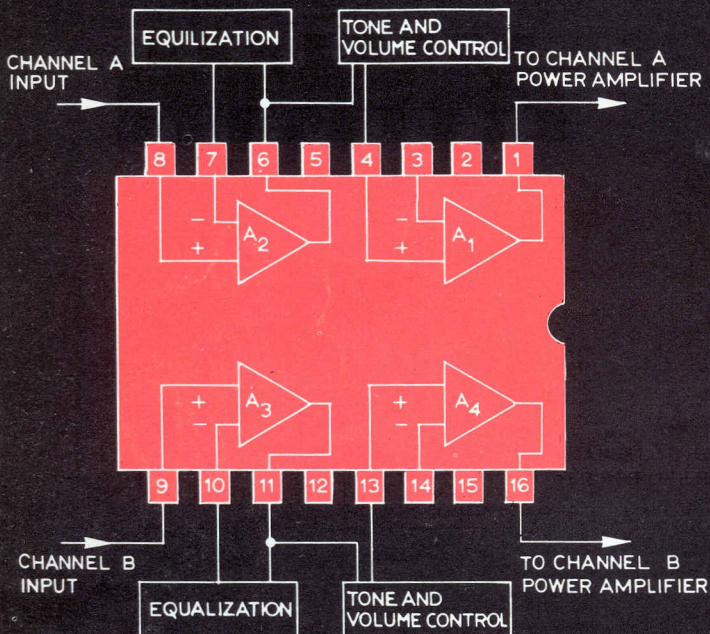 EQUILIZATION
TONE AND
VOLUME CONTROL
CHANNEL A
INPUT
TO CHANNEL A
POWER AMPLIFIER
8 7 6 5 4 3 2 1
− −
A2 A1
+ +
A3 A4
+ +
− −
9 10 11 12 13 14 15 16
CHANNEL B
INPUT
TO CHANNEL B
POWER AMPLIFIER
EQUALIZATION
TONE AND
VOLUME CONTROL